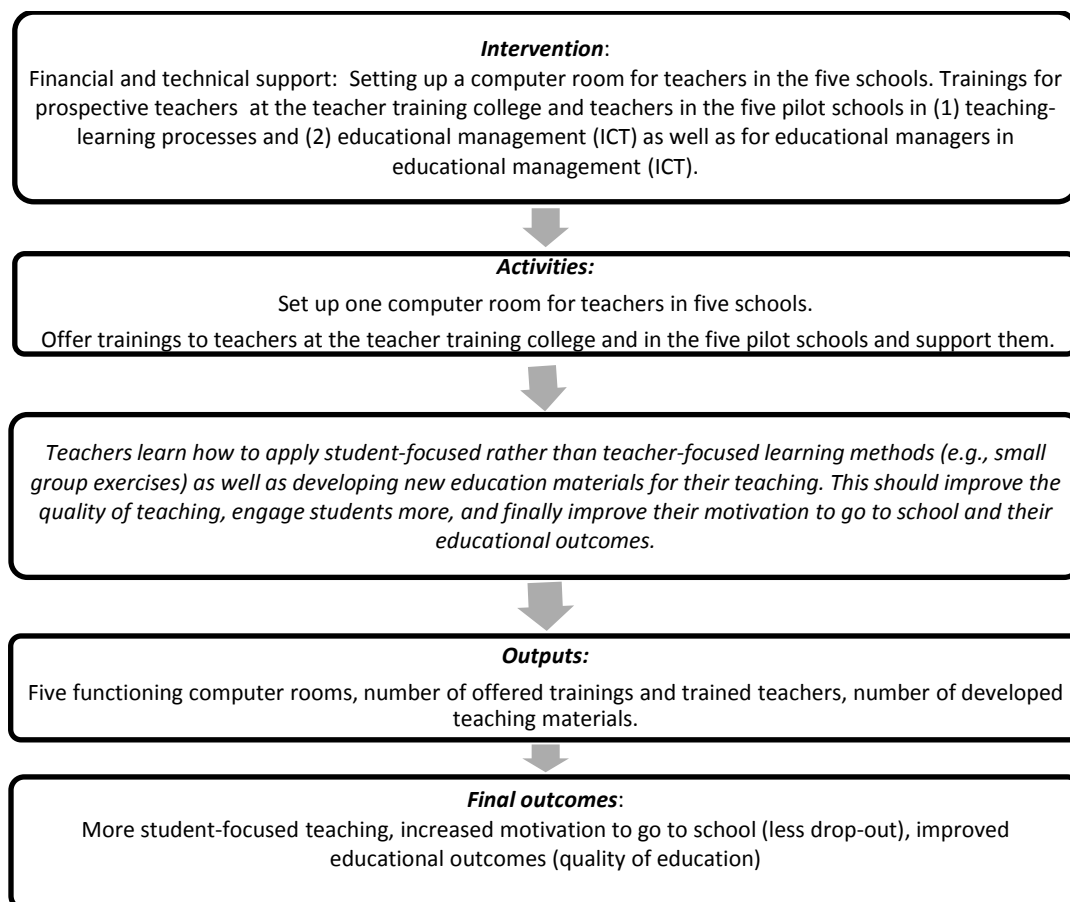 Intervention:
Financial and technical support:  Setting up a computer room for teachers in the five schools. Trainings for
prospective teachers  at the teacher training college and teachers in the five pilot schools in (1) teaching-
learning processes and (2) educational management (ICT) as well as for educational managers in
educational management (ICT).
Activities:
Set up one computer room for teachers in five schools.
Offer trainings to teachers at the teacher training college and in the five pilot schools and support them.
Teachers learn how to apply student-focused rather than teacher-focused learning methods (e.g., small
group exercises) as well as developing new education materials for their teaching. This should improve the
quality of teaching, engage students more, and finally improve their motivation to go to school and their
educational outcomes.
Outputs:
Five functioning computer rooms, number of offered trainings and trained teachers, number of developed
teaching materials.
Final outcomes:
More student-focused teaching, increased motivation to go to school (less drop-out), improved
educational outcomes (quality of education)